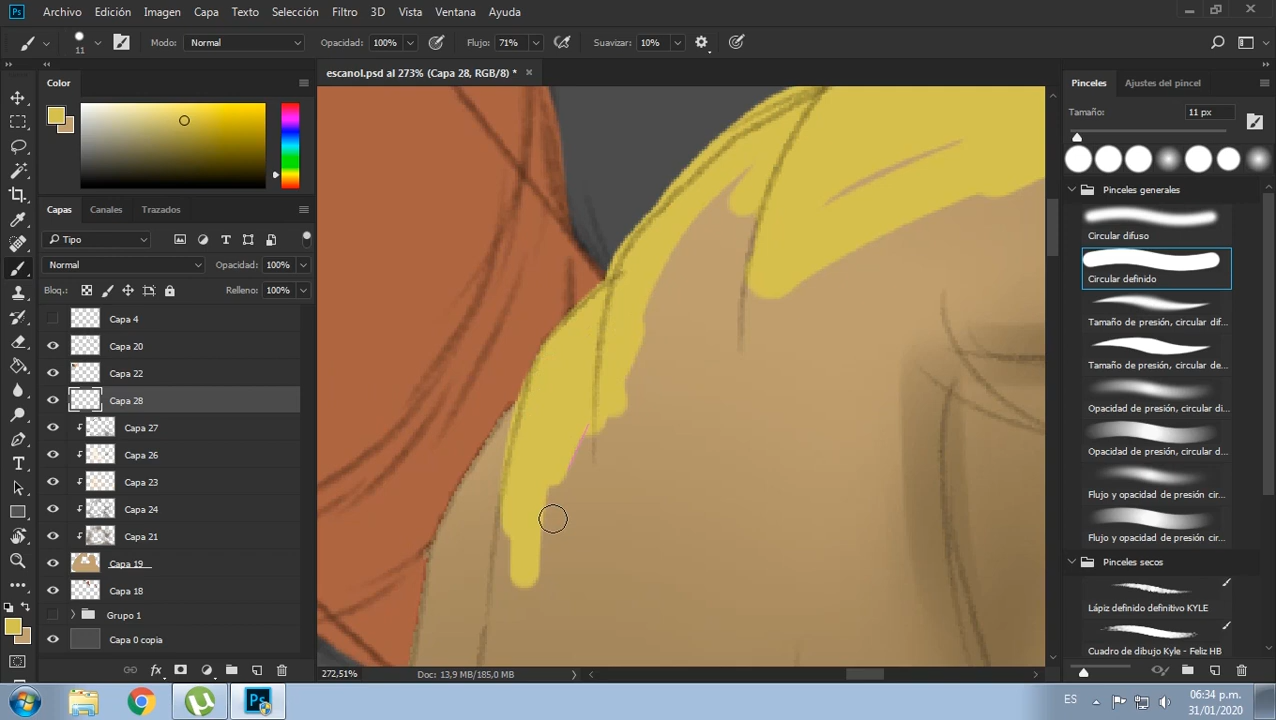 Ps Archivo Edición Imagen Capa Texto Selección Filtro 3D Vista Ventana Ayuda
11 Modo: Normal Opacidad: 100% Flujo: 71% Suavizar: 10%
escanol.psd al 273% (Capa 28, RGB/8) *
Color
Capas Canales Trazados
Tipo
Normal Opacidad: 100%
Bloq.: Relleno: 100%
Capa 4
Capa 20
Capa 22
Capa 28
Capa 27
Capa 26
Capa 23
Capa 24
Capa 21
Capa 19
Capa 18
Grupo 1
Capa 0 copia
fx
272,51% Doc: 13,9 MB/185,0 MB
Pinceles Ajustes del pincel
Tamaño: 11 px
Pinceles generales
Circular difuso
Circular definido
Tamaño de presión, circular dif...
Tamaño de presión, circular de...
Opacidad de presión, circular di...
Opacidad de presión, circular d...
Flujo y opacidad de presión cir...
Flujo y opacidad de presión cir...
Pinceles secos
Lápiz definido definitivo KYLE
Cuadro de dibujo Kyle - Feliz HB
Ps ES 06:34 p.m.
31/01/2020